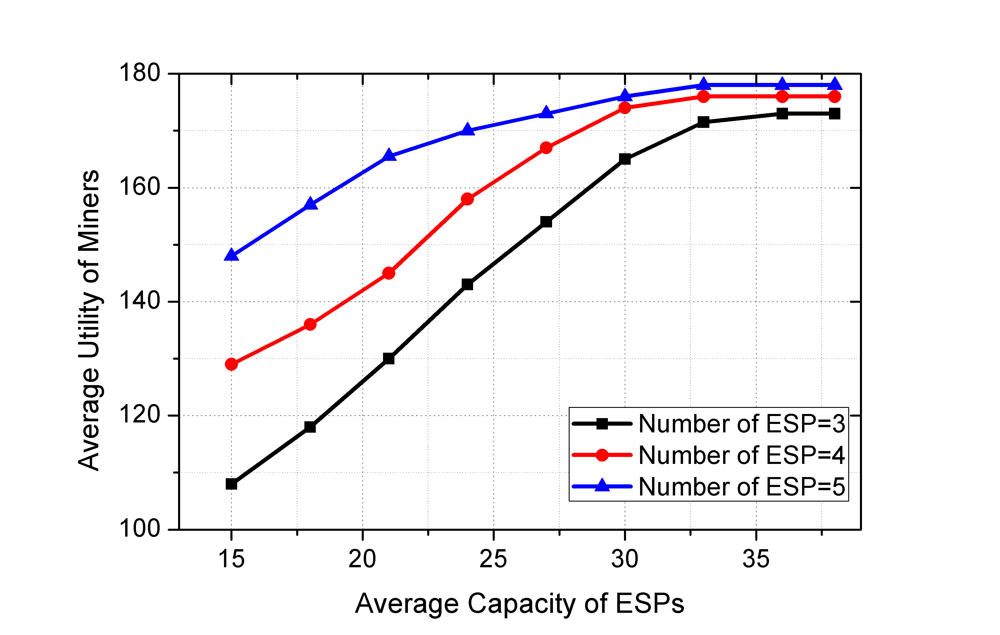 Average Utility of Miners
180
160
140
120
100
15 20 25 30 35
Average Capacity of ESPs
Number of ESP=3
Number of ESP=4
Number of ESP=5